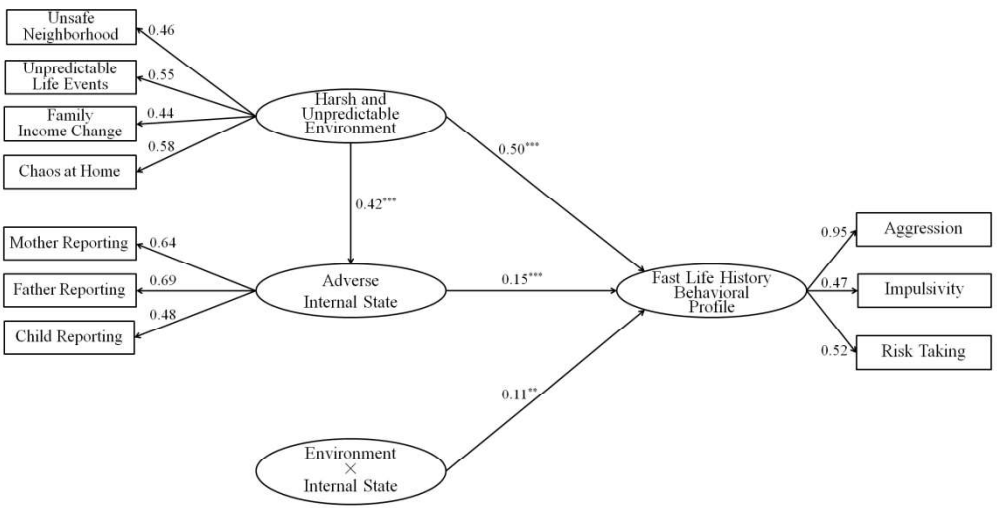 Unsafe
Neighborhood
0.46
Unpredictable
Life Events
0.55
Family
Income Change
0.44
Chaos at Home
0.58
Harsh and
Unpredictable
Environment
0.50***
0.42***
Mother Reporting
0.64
Father Reporting
0.69
Child Reporting
0.48
Adverse
Internal State
0.15***
Fast Life History
Behavioral
Profile
0.95
Aggression
0.47
Impulsivity
0.52
Risk Taking
0.11**
Environment
×
Internal State